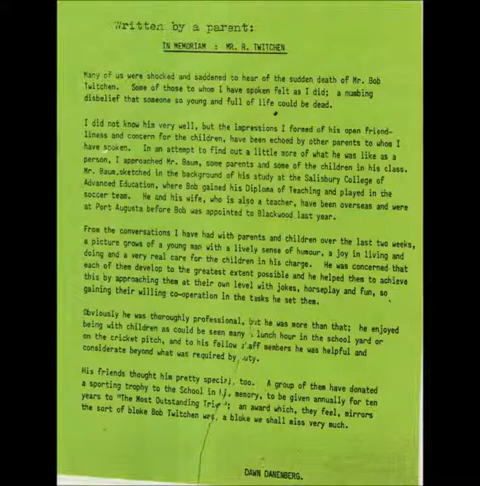 Written by a parent:
IN MEMORIAM : MR. R. TWITCHEN
Many of us were shocked and saddened to hear of the sudden death of Mr. Bob
Twitchen. Some of those to whom I have spoken felt as I did; a numbing
disbelief that someone so young and full of life could be dead.
I did not know him very well, but the impressions I formed of his open friend-
liness and concern for the children, have been echoed by other parents to whom I
have spoken. In an attempt to find out a little more of what he was like as a
person, I approached Mr. Baum, some parents and some of the children in his class.
Mr. Baum,sketched in the background of his study at the Salisbury College of
Advanced Education, where Bob gained his Diploma of Teaching and played in the
soccer team. He and his wife, who is also a teacher, have been overseas and were
at Port Augusta before Bob was appointed to Blackwood last year.
From the conversations I have had with parents and children over the last two weeks,
a picture grows of a young man with a lively sense of humour, a joy in living and
doing and a very real care for the children in his charge. He was concerned that
each of them develop to the greatest extent possible and he helped them to achieve
this by approaching them at their own level with jokes, horseplay and fun, so
gaining their willing co-operation in the tasks he set them.
Obviously he was thoroughly professional, but he was more than that; he enjoyed
being with children as could be seen many lunch hour in the school yard or
on the cricket pitch, and to his fellow staff members he was helpful and
considerate beyond what was required by duty.
His friends thought him pretty special, too. A group of them have donated
a sporting trophy to the School in his memory, to be given annually for ten
years to "The Most Outstanding an award which, they feel, mirrors
the sort of bloke Bob Twitchen was, a bloke we shall miss very much.
DAWN DANENBERG.